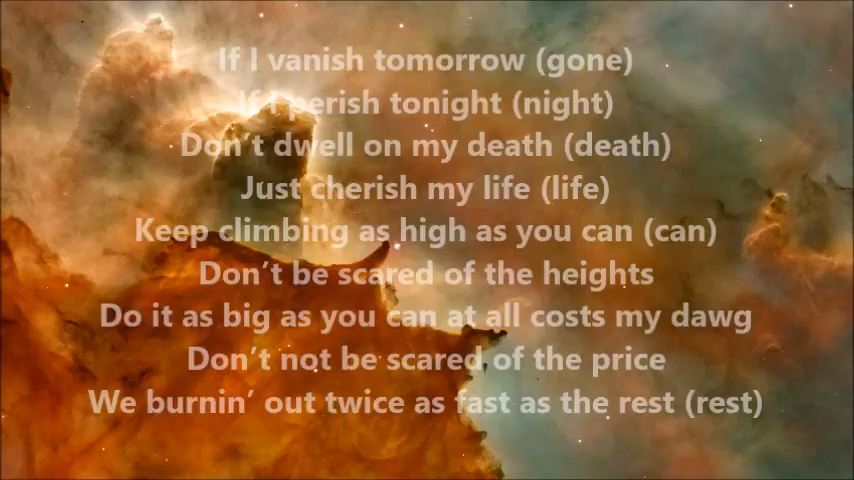 If I vanish tomorrow (gone)
If I perish tonight (night)
Don't dwell on my death (death)
Just cherish my life (life)
Keep climbing as high as you can (can)
Don't be scared of the heights
Do it as big as you can at all costs my dawg
Don't not be scared of the price
We burnin' out twice as fast as the rest (rest)